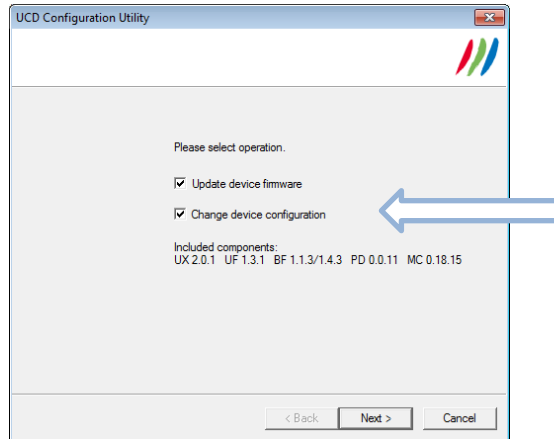 UCD Configuration Utility
Please select operation.
Update device firmware
Change device configuration
Included components:
UX 2.0.1 UF 1.3.1 BF 1.1.3/1.4.3 PD 0.0.11 MC 0.18.15
< Back Next > Cancel